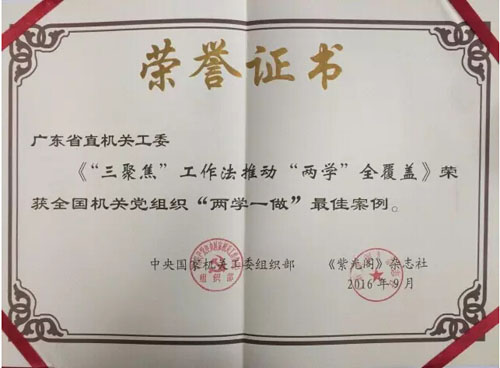 荣誉证书
广东省直机关工委
《“三聚焦”工作法推动“两学”全覆盖》荣
获全国机关党组织“两学一做”最佳案例。
中央国家机关工委组织部 《紫光阁》杂志社
2016年9月
组织部